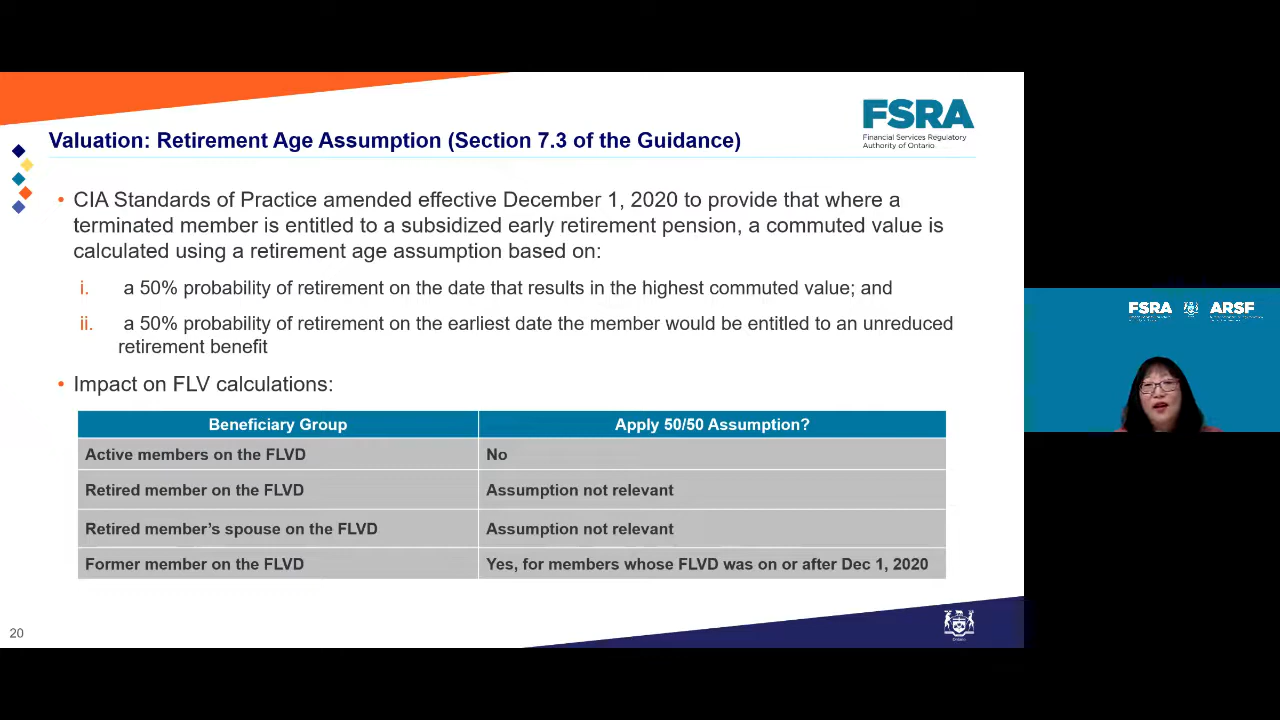 FSRA
Financial Services Regulatory
Authority of Ontario
Valuation: Retirement Age Assumption (Section 7.3 of the Guidance)
• CIA Standards of Practice amended effective December 1, 2020 to provide that where a
terminated member is entitled to a subsidized early retirement pension, a commuted value is
calculated using a retirement age assumption based on:
i. a 50% probability of retirement on the date that results in the highest commuted value; and
ii. a 50% probability of retirement on the earliest date the member would be entitled to an unreduced
retirement benefit
• Impact on FLV calculations:
Beneficiary Group Apply 50/50 Assumption?
Active members on the FLVD No
Retired member on the FLVD Assumption not relevant
Retired member's spouse on the FLVD Assumption not relevant
Former member on the FLVD Yes, for members whose FLVD was on or after Dec 1, 2020
20
Ontario
FSRA ARSF